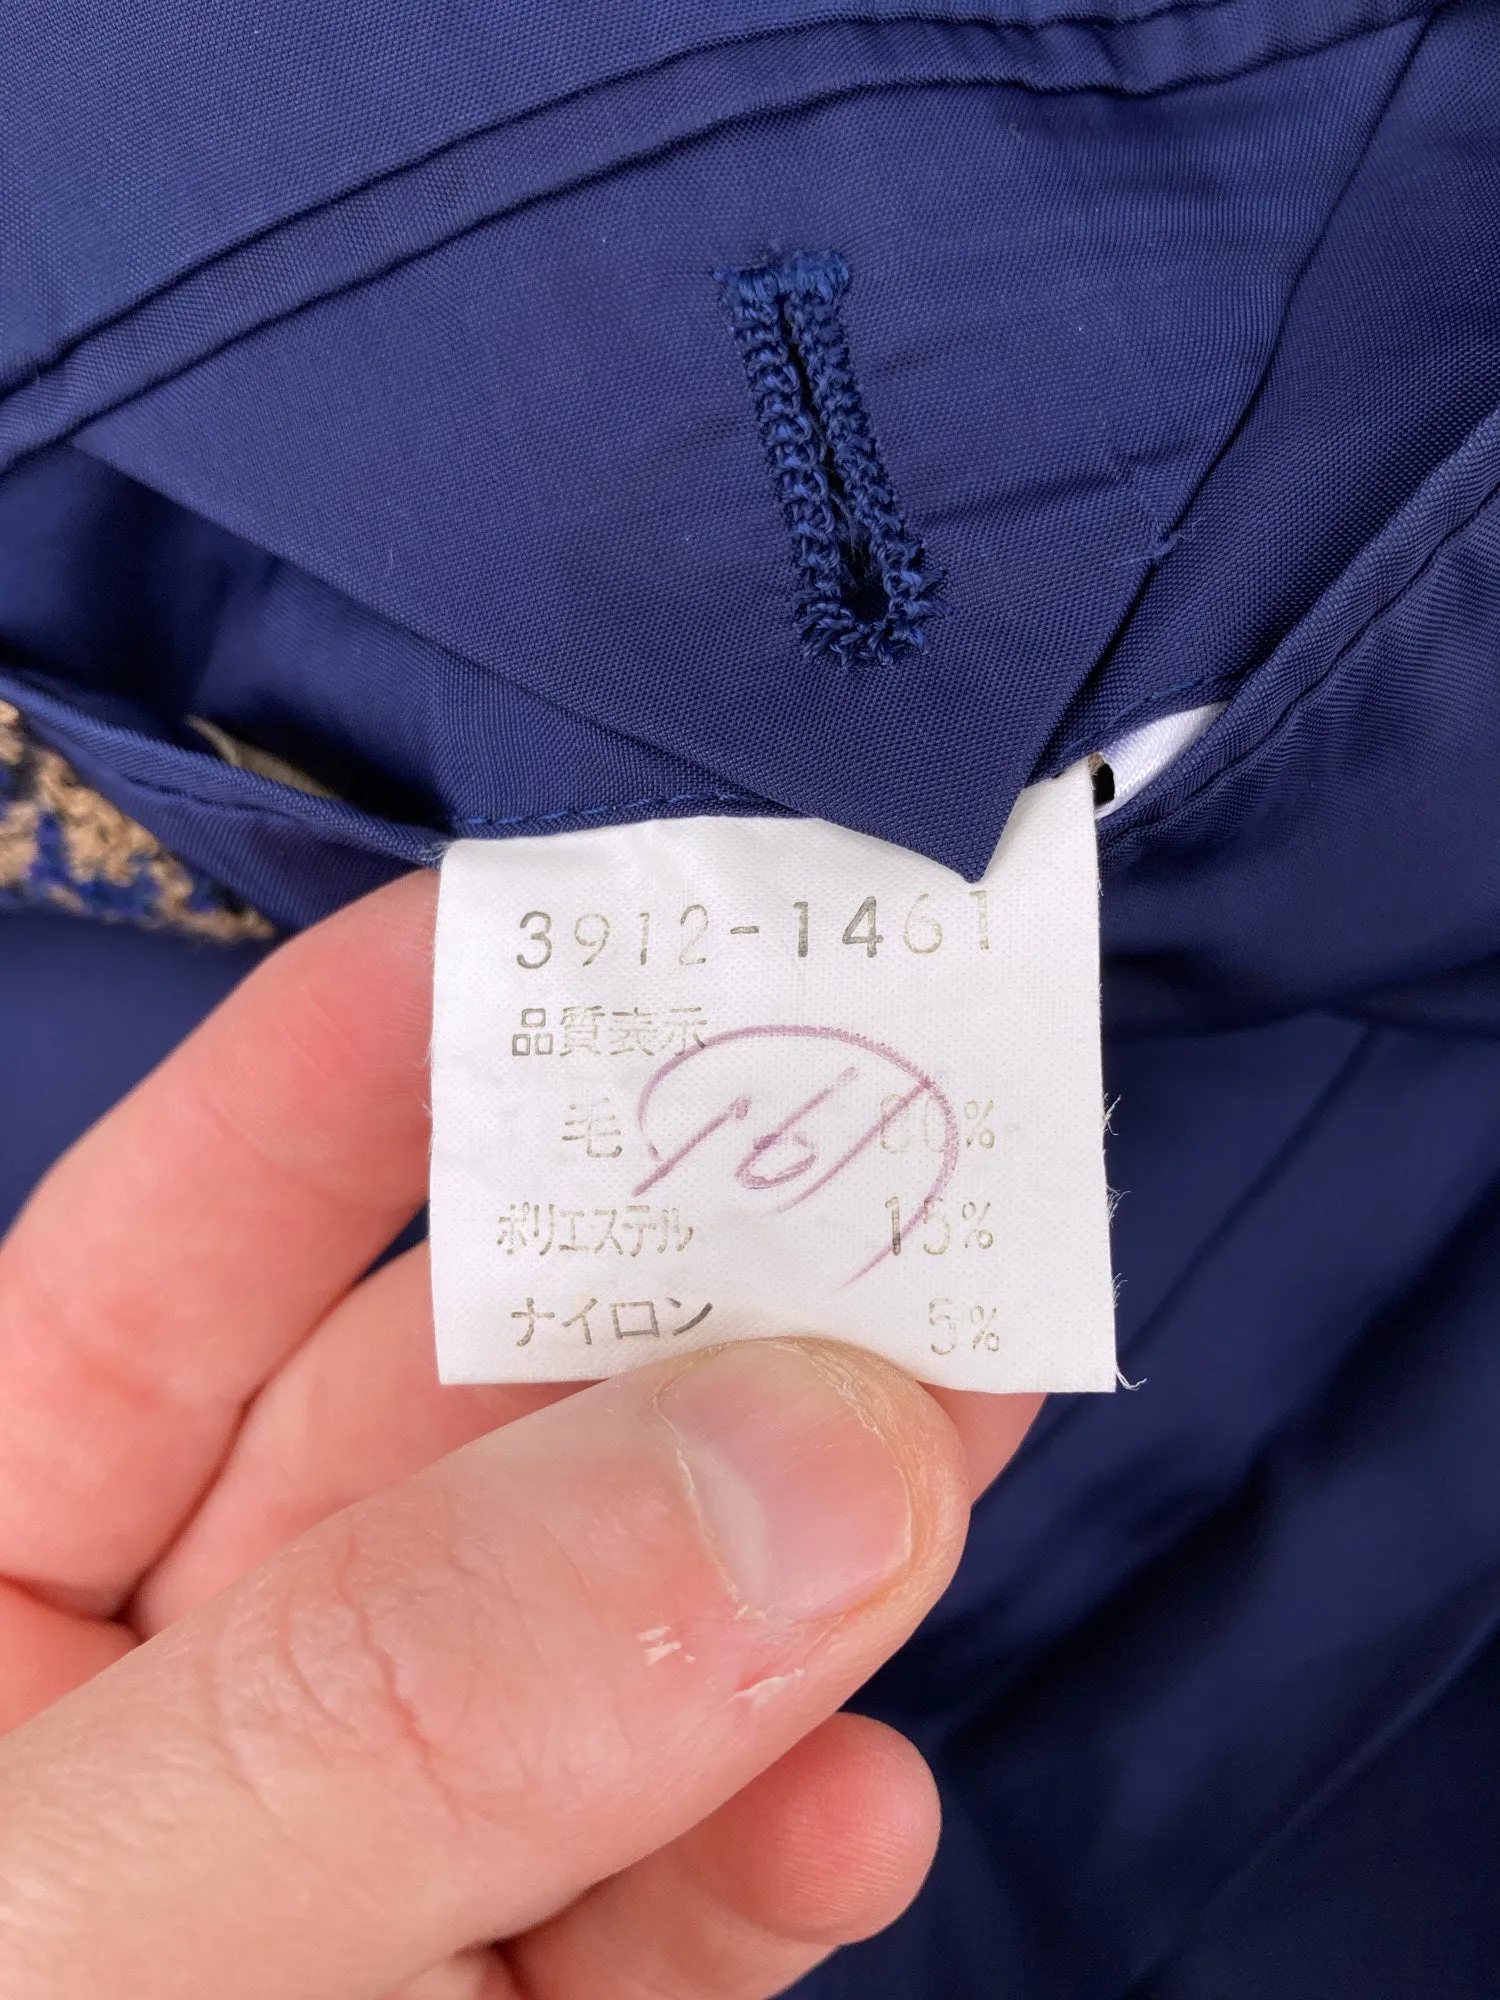 3912-1461
品質表示
毛 80%
ポリエステル 15%
ナイロン 5%